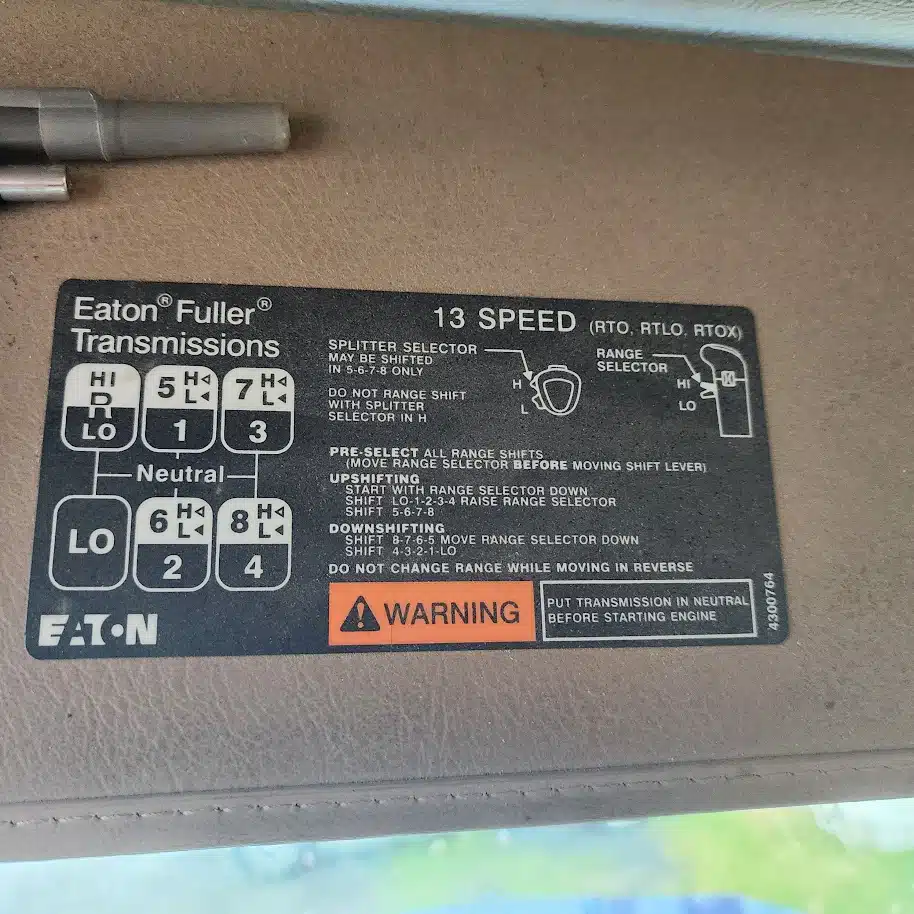 Eaton® Fuller®
Transmissions
13 SPEED (RTO, RTLO, RTOX)
HI
R
LO
5 H
L
1
7 H
L
3
Neutral
LO
6 H
L
2
8 H
L
4
SPLITTER SELECTOR
MAY BE SHIFTED
IN 5-6-7-8 ONLY
H
L
RANGE
SELECTOR
HI
LO
DO NOT RANGE SHIFT
WITH SPLITTER
SELECTOR IN H
PRE-SELECT ALL RANGE SHIFTS
(MOVE RANGE SELECTOR BEFORE MOVING SHIFT LEVER)
UPSHIFTING
START WITH RANGE SELECTOR DOWN
SHIFT LO-1-2-3-4 RAISE RANGE SELECTOR
SHIFT 5-6-7-8
DOWNSHIFTING
SHIFT 8-7-6-5 MOVE RANGE SELECTOR DOWN
SHIFT 4-3-2-1-LO
DO NOT CHANGE RANGE WHILE MOVING IN REVERSE
WARNING
PUT TRANSMISSION IN NEUTRAL
BEFORE STARTING ENGINE
4300764
EATON